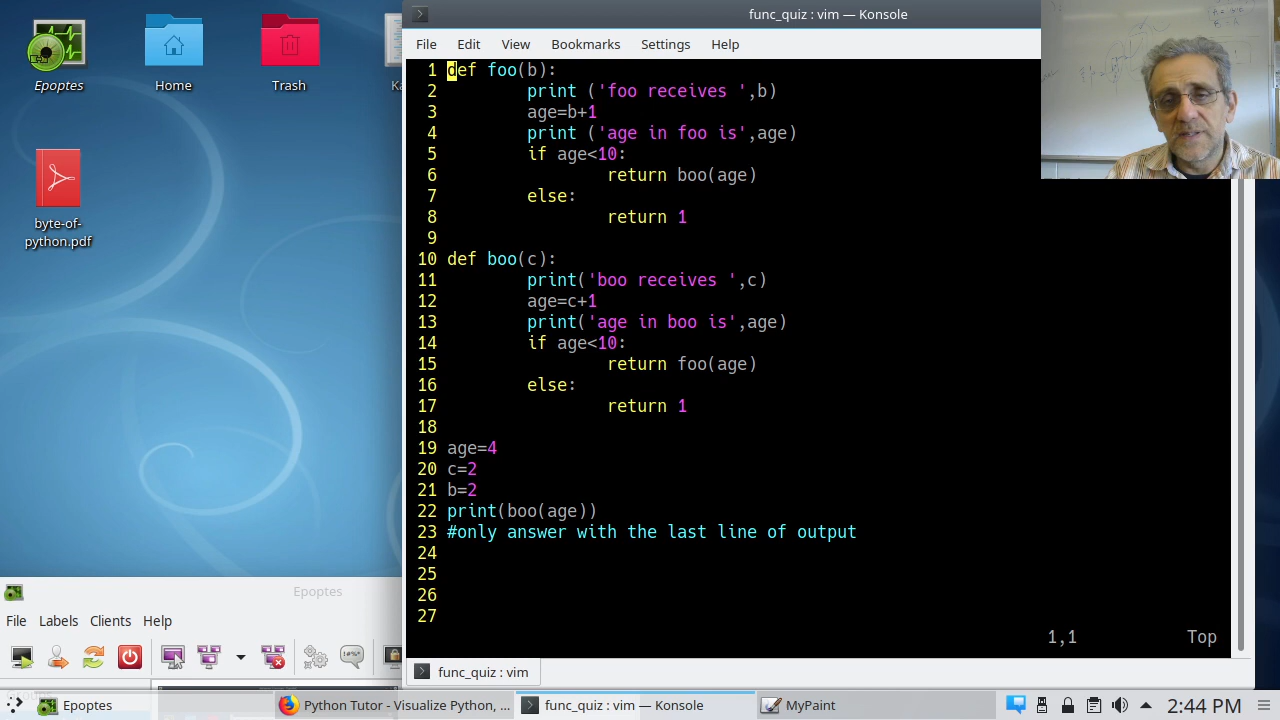 Epoptes
Home
Trash
Ka
byte-of-
python.pdf
func_quiz : vim — Konsole
File Edit View Bookmarks Settings Help
1 def foo(b):
2 print ('foo receives ',b)
3 age=b+1
4 print ('age in foo is',age)
5 if age<10:
6 return boo(age)
7 else:
8 return 1
9
10 def boo(c):
11 print('boo receives ',c)
12 age=c+1
13 print('age in boo is',age)
14 if age<10:
15 return foo(age)
16 else:
17 return 1
18
19 age=4
20 c=2
21 b=2
22 print(boo(age))
23 #only answer with the last line of output
24
25
26
27
1,1 Top
func_quiz : vim
Epoptes
File Labels Clients Help
Epoptes
Python Tutor - Visualize Python, ...
func_quiz : vim — Konsole
MyPaint
2:44 PM